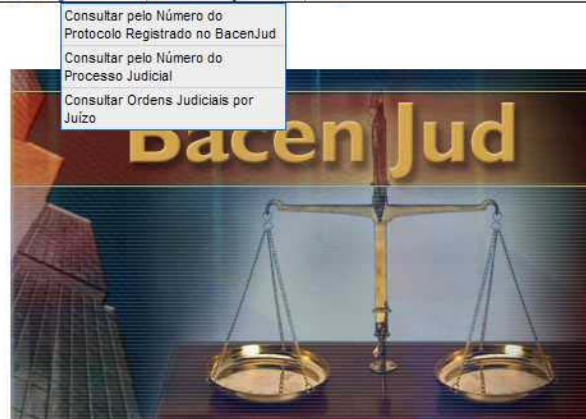 Consultar pelo Número do
Protocolo Registrado no BacenJud
Consultar pelo Número do
Processo Judicial
Consultar Ordens Judiciais por
Juízo
Bacen Jud